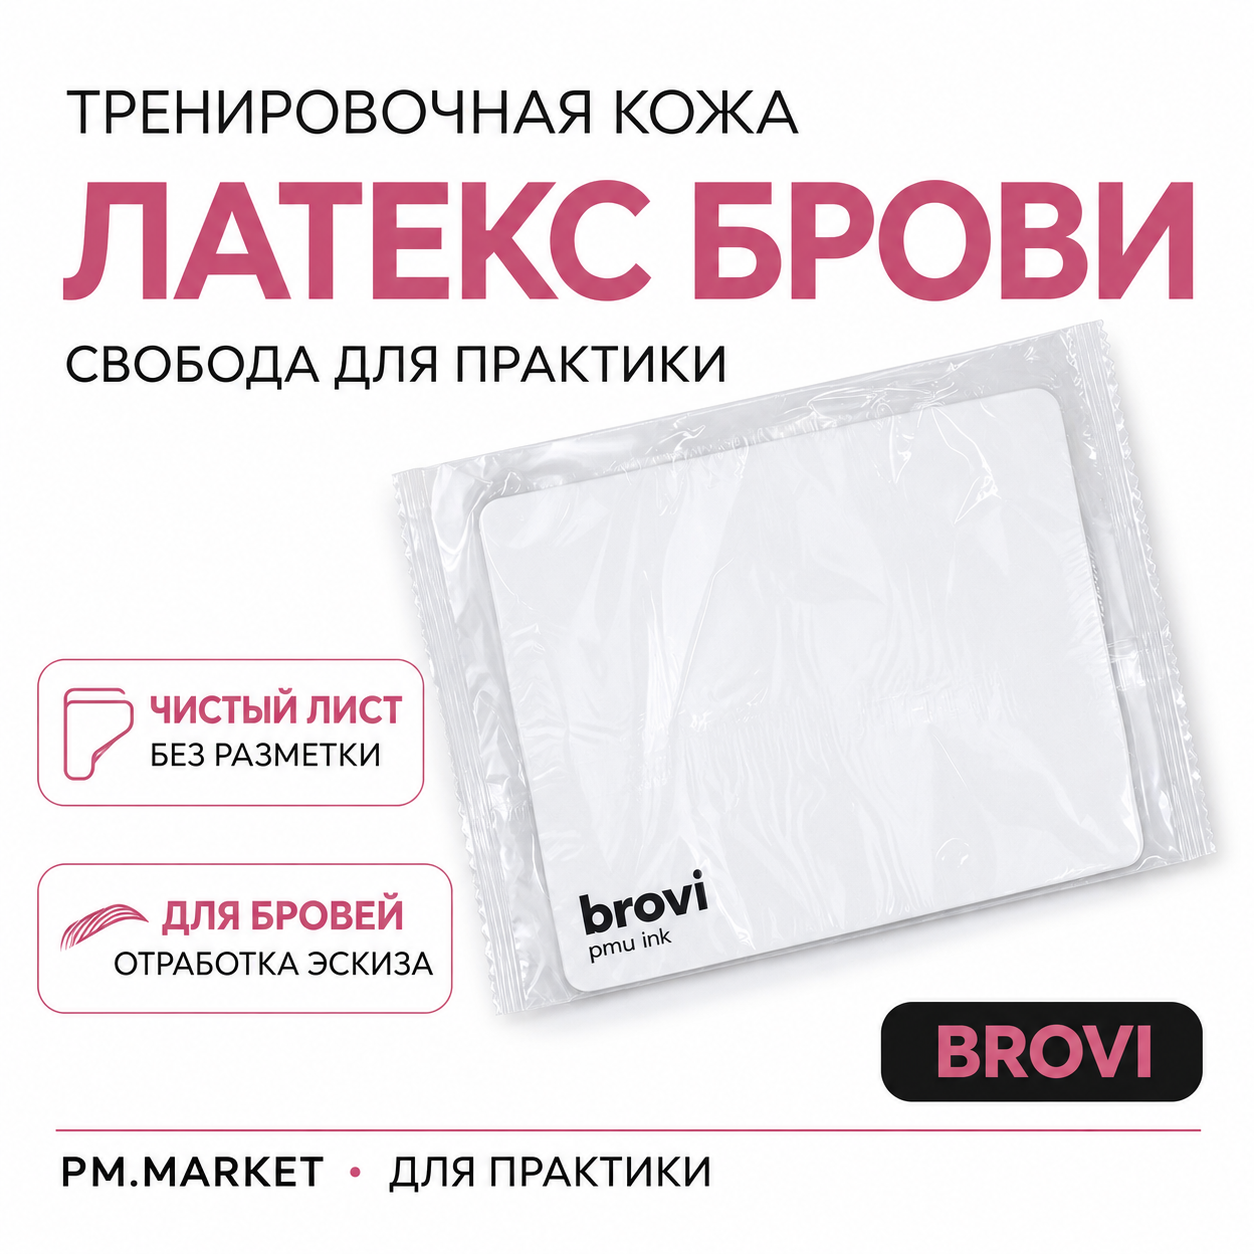 ТРЕНИРОВОЧНАЯ КОЖА
ЛАТЕКС БРОВИ
СВОБОДА ДЛЯ ПРАКТИКИ
ЧИСТЫЙ ЛИСТ
БЕЗ РАЗМЕТКИ
ДЛЯ БРОВЕЙ
ОТРАБОТКА ЭСКИЗА
brovi
pmu ink
BROVI
PM.MARKET • ДЛЯ ПРАКТИКИ